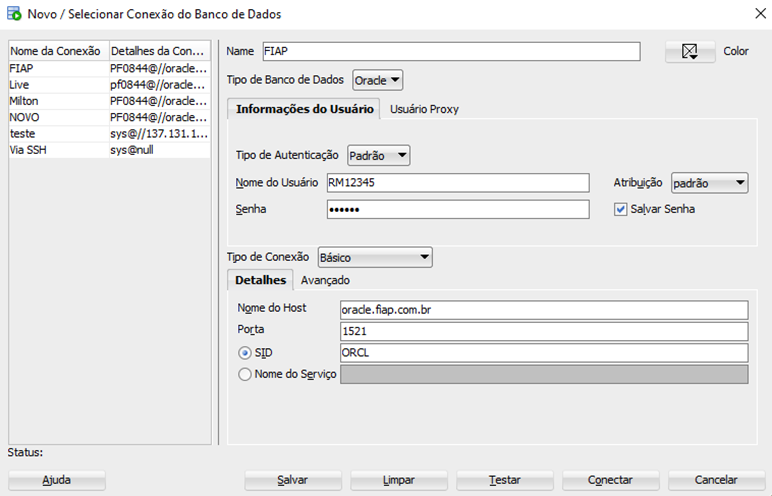 Novo / Selecionar Conexão do Banco de Dados
Nome da Conexão Detalhes da Con...
FIAP PF0844@//oracle...
Live pf0844@//oracle...
Milton PF0844@//oracle...
NOVO PF0844@//oracle...
teste sys@//137.131.1...
Via SSH sys@null
Name FIAP Color
Tipo de Banco de Dados Oracle
Informações do Usuário Usuário Proxy
Tipo de Autenticação Padrão
Nome do Usuário RM12345 Atribuição padrão
Senha •••••• Salvar Senha
Tipo de Conexão Básico
Detalhes Avançado
Nome do Host oracle.fiap.com.br
Porta 1521
SID ORCL
Nome do Serviço
Status:
Ajuda Salvar Limpar Testar Conectar Cancelar